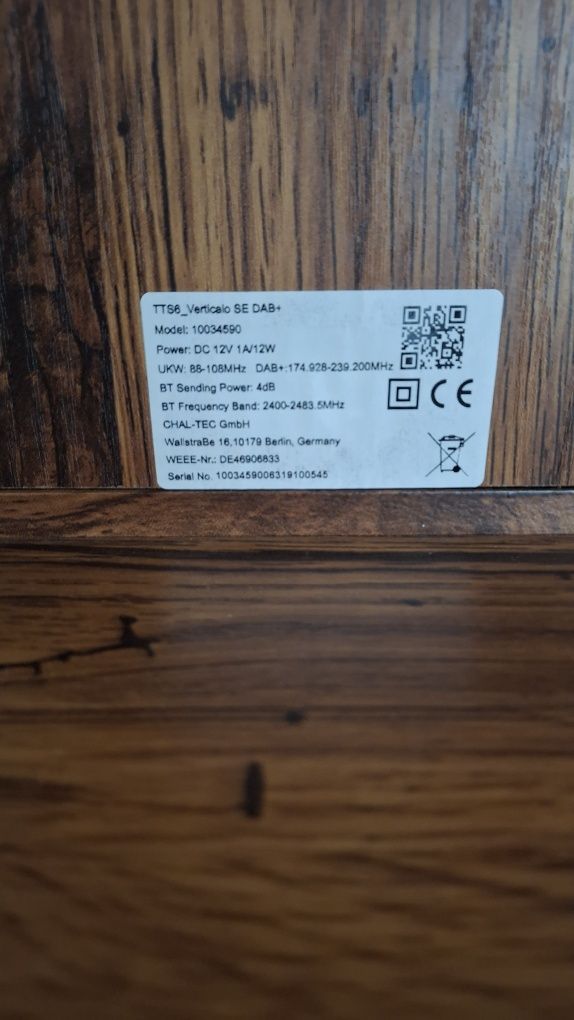 TTS6_Verticalo SE DAB+
Model: 10034590
Power: DC 12V 1A/12W
UKW: 88-108MHz DAB+:174.928-239.200MHz
BT Sending Power: 4dB
BT Frequency Band: 2400-2483.5MHz
CHAL-TEC GmbH
WallstraBe 16,10179 Berlin, Germany
WEEE-Nr.: DE46906833
Serial No. 1003459006319100545
CE